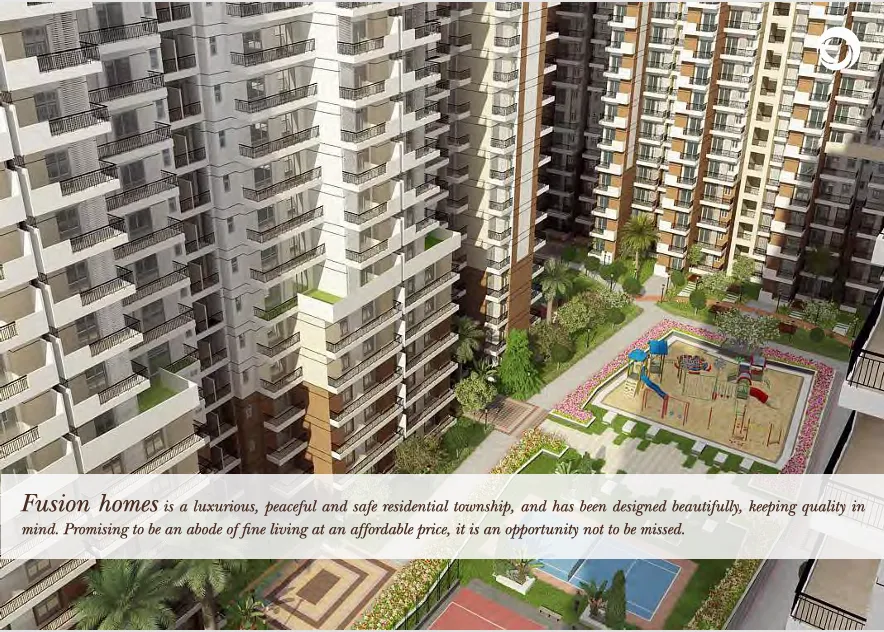 Fusion homes is a luxurious, peaceful and safe residential township, and has been designed beautifully, keeping quality in
mind. Promising to be an abode of fine living at an affordable price, it is an opportunity not to be missed.